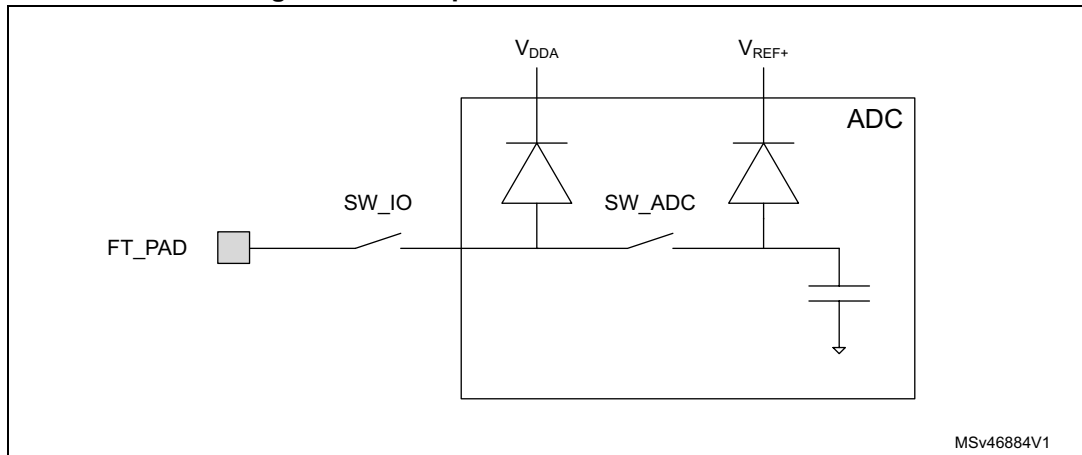 V_DDA
V_REF+
ADC
SW_IO
SW_ADC
FT_PAD
MSv46884V1